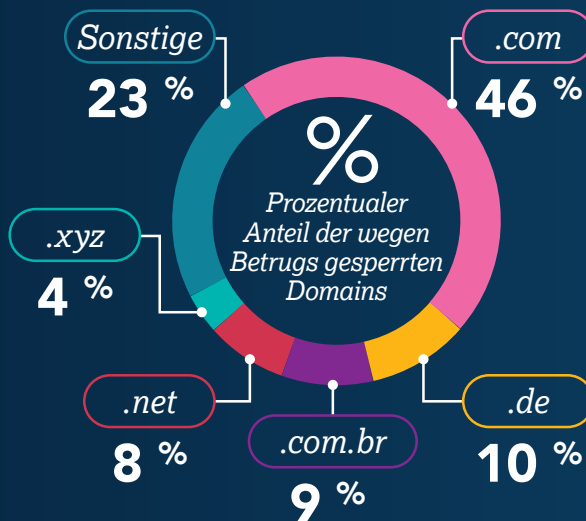 Sonstige
23 %
.com
46 %
%
Prozentualer
Anteil der wegen
Betrugs gesperrten
Domains
.xyz
4 %
.net
8 %
.com.br
9 %
.de
10 %